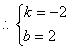 ∴ { k = -2
b = 2